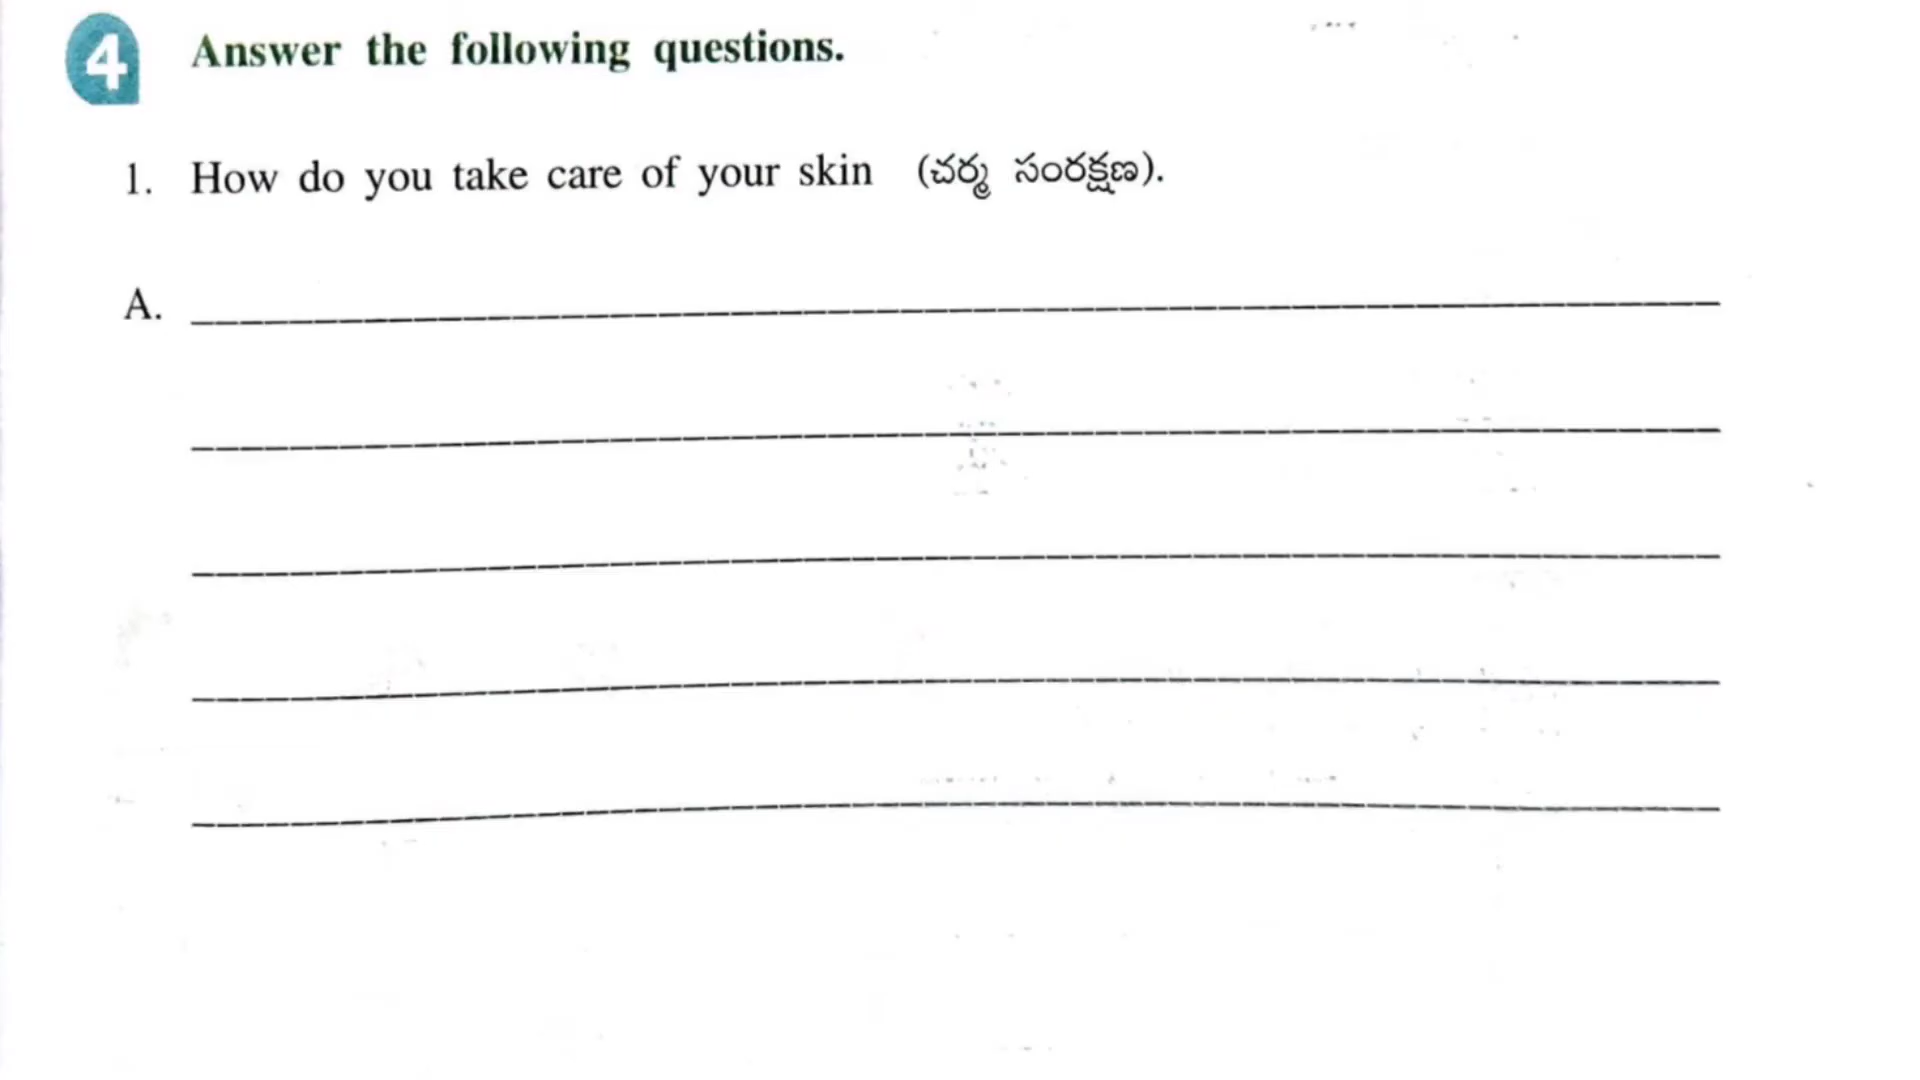 4 Answer the following questions.
1. How do you take care of your skin (చర్మ సంరక్షణ).
A.